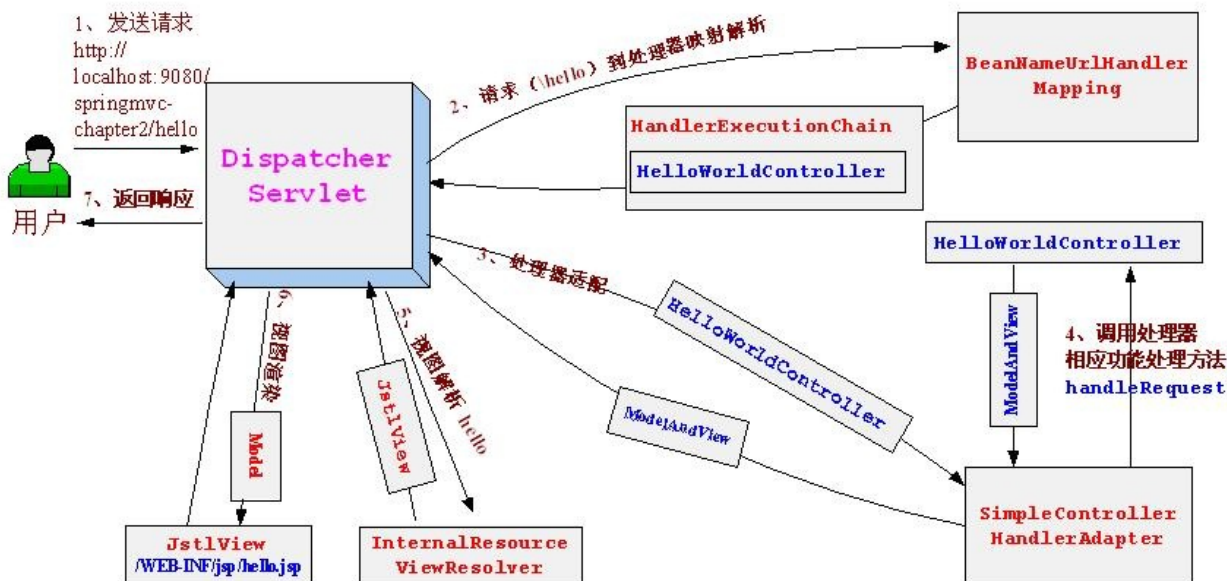 1、发送请求
http://
localhost:9080/
springmvc-
chapter2/hello
用户
7、返回响应
Dispatcher
Servlet
2、请求（\hello）到处理器映射解析
BeanNameUrlHandler
Mapping
HandlerExecutionChain
HelloWorldController
3、处理器适配
HelloWorldController
ModelAndView
HelloWorldController
ModelAndView
4、调用处理器
相应功能处理方法
handleRequest
SimpleController
HandlerAdapter
5、视图解析 hello
JstlView
InternalResource
ViewResolver
6、视图渲染
Model
JstlView
/WEB-INF/jsp/hello.jsp